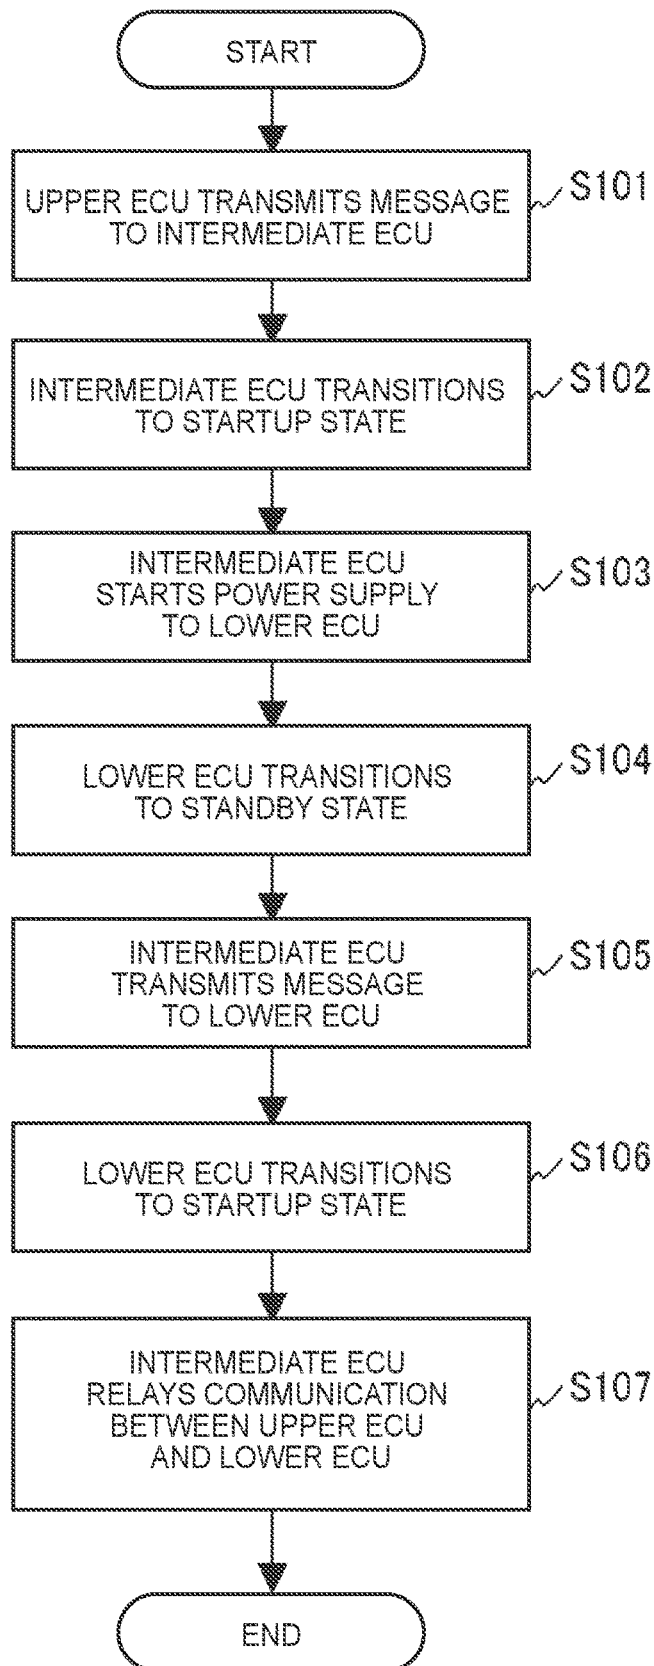 START
UPPER ECU TRANSMITS MESSAGE
TO INTERMEDIATE ECU
S101
INTERMEDIATE ECU TRANSITIONS
TO STARTUP STATE
S102
INTERMEDIATE ECU
STARTS POWER SUPPLY
TO LOWER ECU
S103
LOWER ECU TRANSITIONS
TO STANDBY STATE
S104
INTERMEDIATE ECU
TRANSMITS MESSAGE
TO LOWER ECU
S105
LOWER ECU TRANSITIONS
TO STARTUP STATE
S106
INTERMEDIATE ECU
RELAYS COMMUNICATION
BETWEEN UPPER ECU
AND LOWER ECU
S107
END